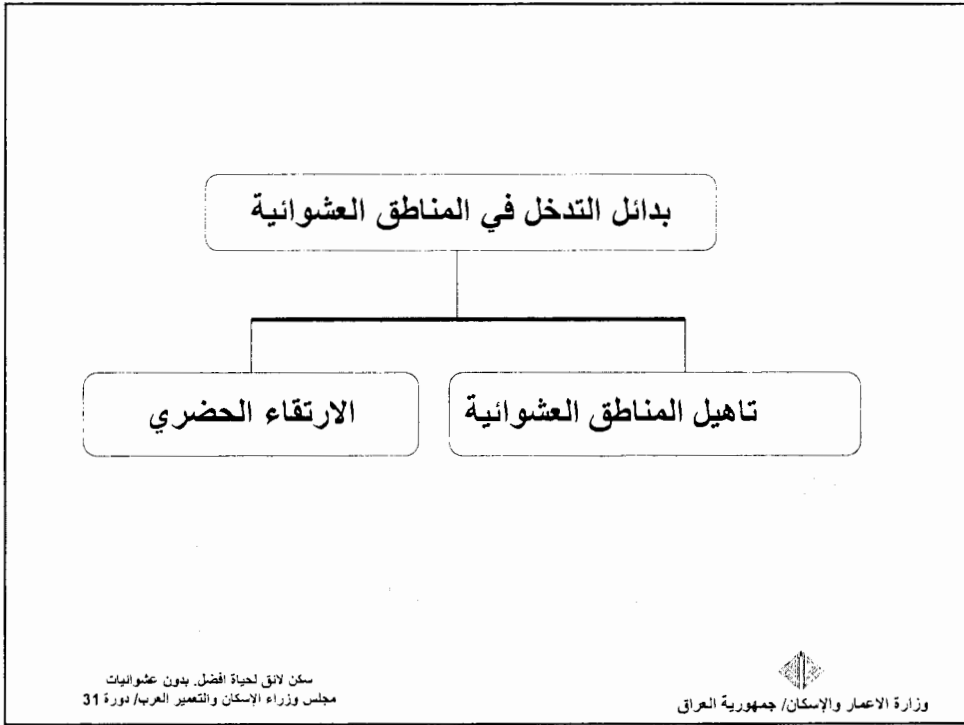 بدائل التدخل في المناطق العشوائية
تاهيل المناطق العشوائية
الارتقاء الحضري
وزارة الاعمار والإسكان/ جمهورية العراق
سكن لائق لحياة افضل. بدون عشوائيات
مجلس وزراء الإسكان والتعمير العرب/ دورة 31